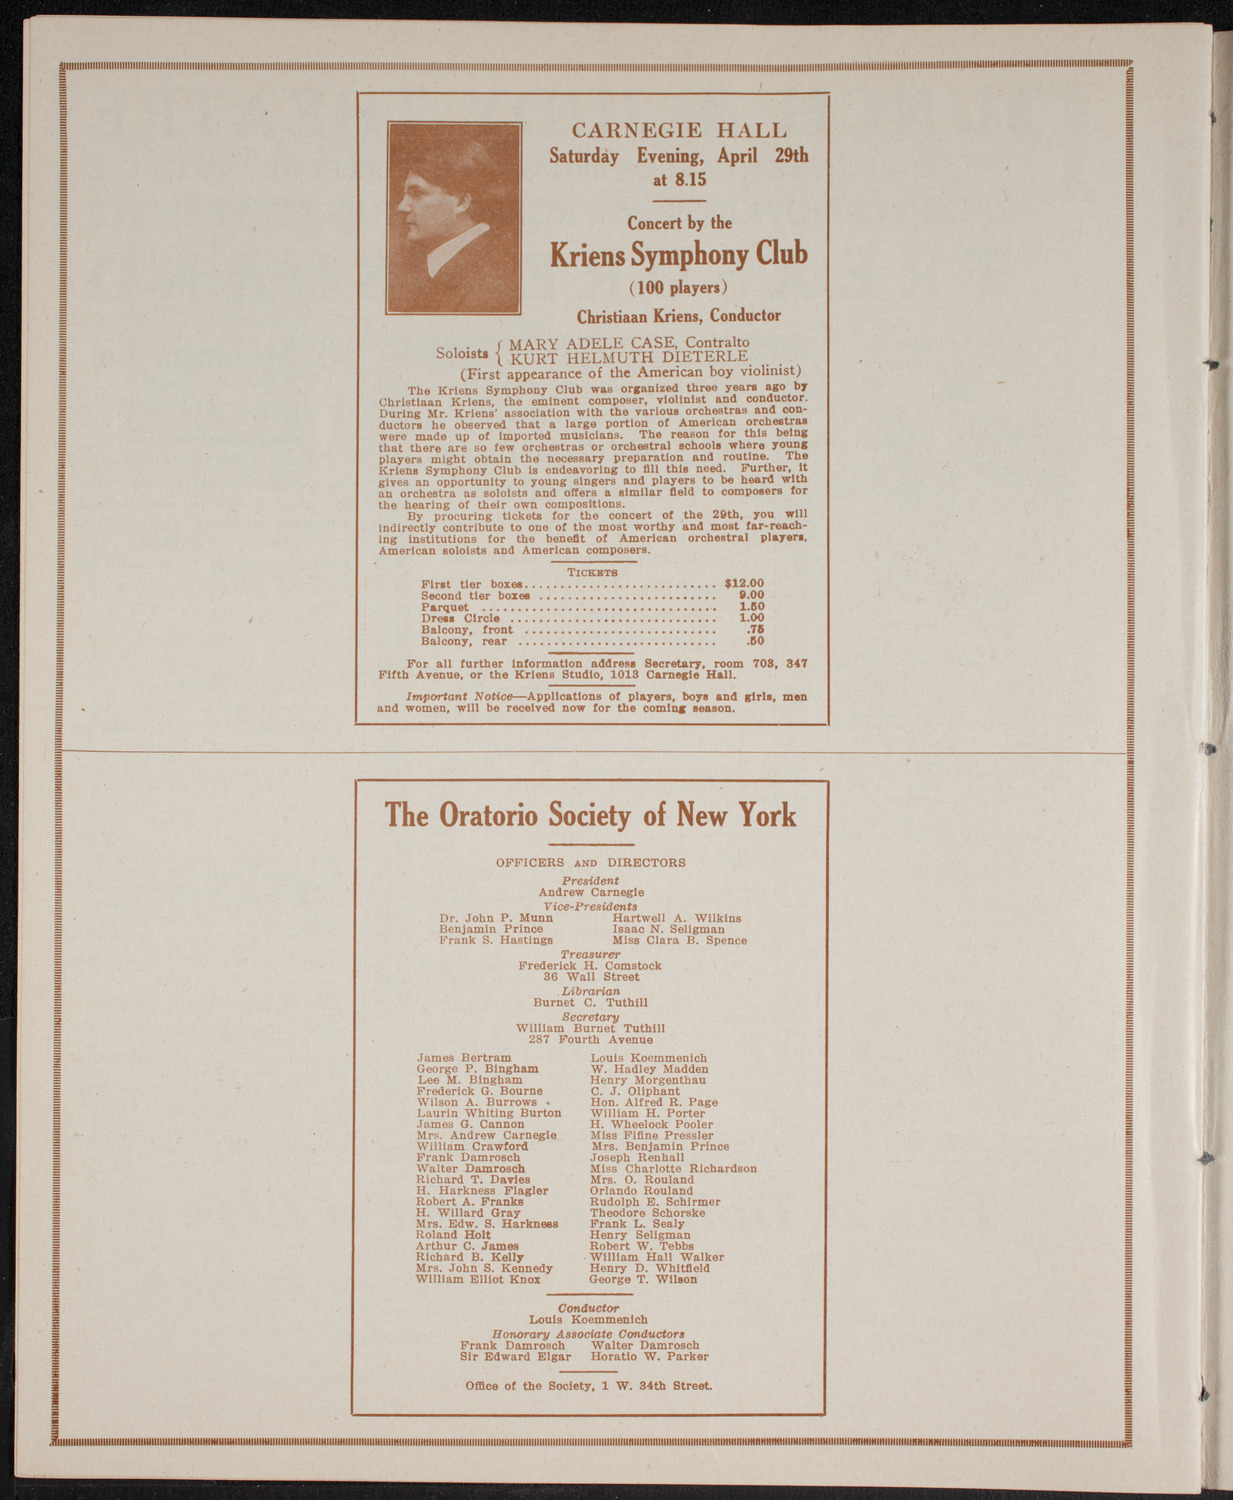 CARNEGIE HALL
Saturday Evening, April 29th
at 8.15
Concert by the
Kriens Symphony Club
(100 players)
Christiaan Kriens, Conductor
Soloists { MARY ADELE CASE, Contralto
KURT HELMUTH DIETERLE
(First appearance of the American boy violinist)
The Kriens Symphony Club was organized three years ago by
Christiaan Kriens, the eminent composer, violinist and conductor.
During Mr. Kriens' association with the various orchestras and con-
ductors he observed that a large portion of American orchestras
were made up of imported musicians. The reason for this being
that there are so few orchestras or orchestral schools where young
players might obtain the necessary preparation and routine. The
Kriens Symphony Club is endeavoring to fill this need. Further, it
gives an opportunity to young singers and players to be heard with
an orchestra as soloists and offers a similar field to composers for
the hearing of their own compositions.
By procuring tickets for the concert of the 29th, you will
indirectly contribute to one of the most worthy and most far-reach-
ing institutions for the benefit of American orchestral players,
American soloists and American composers.
TICKETS
First tier boxes........................... $12.00
Second tier boxes ......................... 9.00
Parquet ................................. 1.50
Dress Circle ............................. 1.00
Balcony, front ........................... .75
Balcony, rear ............................ .50
For all further information address Secretary, room 703, 347
Fifth Avenue, or the Kriens Studio, 1013 Carnegie Hall.
Important Notice—Applications of players, boys and girls, men
and women, will be received now for the coming season.
The Oratorio Society of New York
OFFICERS AND DIRECTORS
President
Andrew Carnegie
Vice-Presidents
Dr. John P. Munn Hartwell A. Wilkins
Benjamin Prince Isaac N. Seligman
Frank S. Hastings Miss Clara B. Spence
Treasurer
Frederick H. Comstock
36 Wall Street
Librarian
Burnet C. Tuthill
Secretary
William Burnet Tuthill
287 Fourth Avenue
James Bertram Louis Koemmenich
George P. Bingham W. Hadley Madden
Lee M. Bingham Henry Morgenthau
Frederick G. Bourne C. J. Oliphant
Wilson A. Burrows Hon. Alfred R. Page
Laurin Whiting Burton William H. Porter
James G. Cannon H. Wheelock Pooler
Mrs. Andrew Carnegie Miss Fifine Pressler
William Crawford Mrs. Benjamin Prince
Frank Damrosch Joseph Renhall
Walter Damrosch Miss Charlotte Richardson
Richard T. Davies Mrs. O. Rouland
H. Harkness Flagler Orlando Rouland
Robert A. Franks Rudolph E. Schirmer
H. Willard Gray Theodore Schorske
Mrs. Edw. S. Harkness Frank L. Sealy
Roland Holt Henry Seligman
Arthur C. James Robert W. Tebbs
Richard B. Kelly William Hall Walker
Mrs. John S. Kennedy Henry D. Whitfield
William Elliot Knox George T. Wilson
Conductor
Louis Koemmenich
Honorary Associate Conductors
Frank Damrosch Walter Damrosch
Sir Edward Elgar Horatio W. Parker
Office of the Society, 1 W. 34th Street.